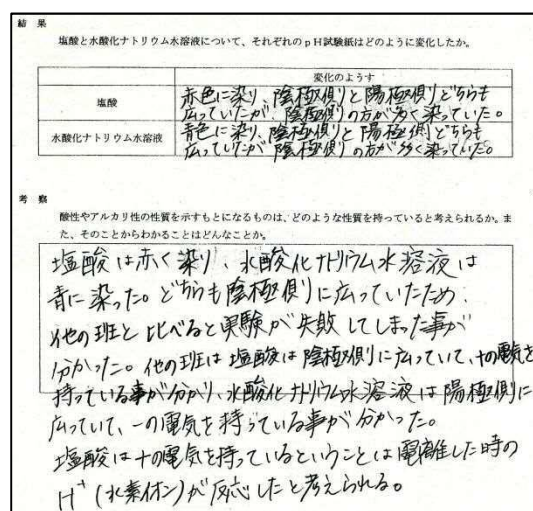 結 果
塩酸と水酸化ナトリウム水溶液について、それぞれのpH試験紙はどのように変化したか。
変化のようす
塩酸
赤色に染り、陰極側と陽極側どちらも
広っていたが、陰極側の方が多く染っていた。
水酸化ナトリウム水溶液
青色に染り、陰極側と陽極側どちらも
広っていたが陰極側の方が多く染っていた。
考 察
酸性やアルカリ性の性質を示すもとになるものは、どのような性質を持っていると考えられるか。ま
た、そのことからわかることはどんなことか。
塩酸は赤く染り、水酸化ナトリウム水溶液は
青に染った。どちらも陰極側に広っていたため、
他の班と比べると実験が失敗してしまった事が
分かった。他の班は塩酸は陰極側に広っていて、+の電気を
持っている事が分かり、水酸化ナトリウム水溶液は陽極側に
広っていて、-の電気を持っている事が分かった。
塩酸は+の電気を持っているということは電離した時の
H⁺(水素イオン)が反応したと考えられる。